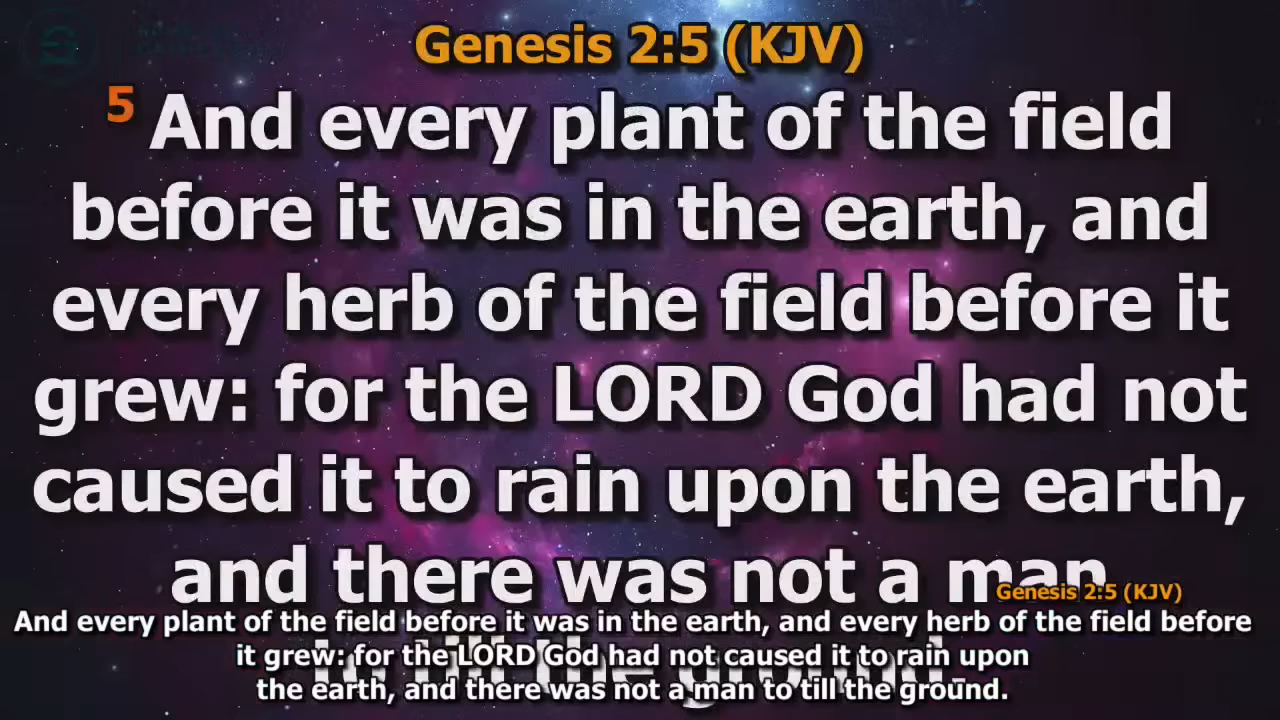 Genesis 2:5 (KJV)
5 And every plant of the field
before it was in the earth, and
every herb of the field before it
grew: for the LORD God had not
caused it to rain upon the earth,
and there was not a man
to till the ground.
Genesis 2:5 (KJV)
And every plant of the field before it was in the earth, and every herb of the field before
it grew: for the LORD God had not caused it to rain upon
the earth, and there was not a man to till the ground.